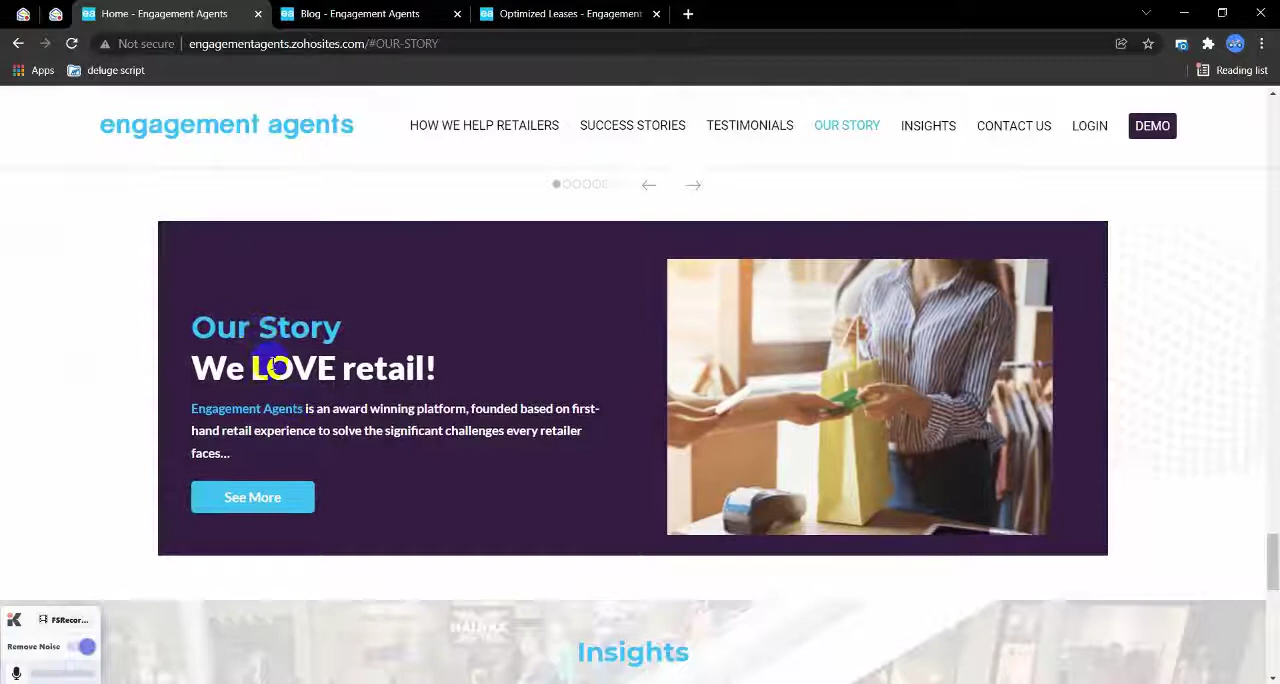 Home - Engagement Agents
Blog - Engagement Agents
Optimized Leases - Engagement
Not secure
engagementagents.zohosites.com/#OUR-STORY
Apps
deluge script
Reading list
engagement agents
HOW WE HELP RETAILERS
SUCCESS STORIES
TESTIMONIALS
OUR STORY
INSIGHTS
CONTACT US
LOGIN
DEMO
Our Story
We LOVE retail!
Engagement Agents is an award winning platform, founded based on first-
hand retail experience to solve the significant challenges every retailer
faces...
See More
FSRecor...
Remove Noise
Insights